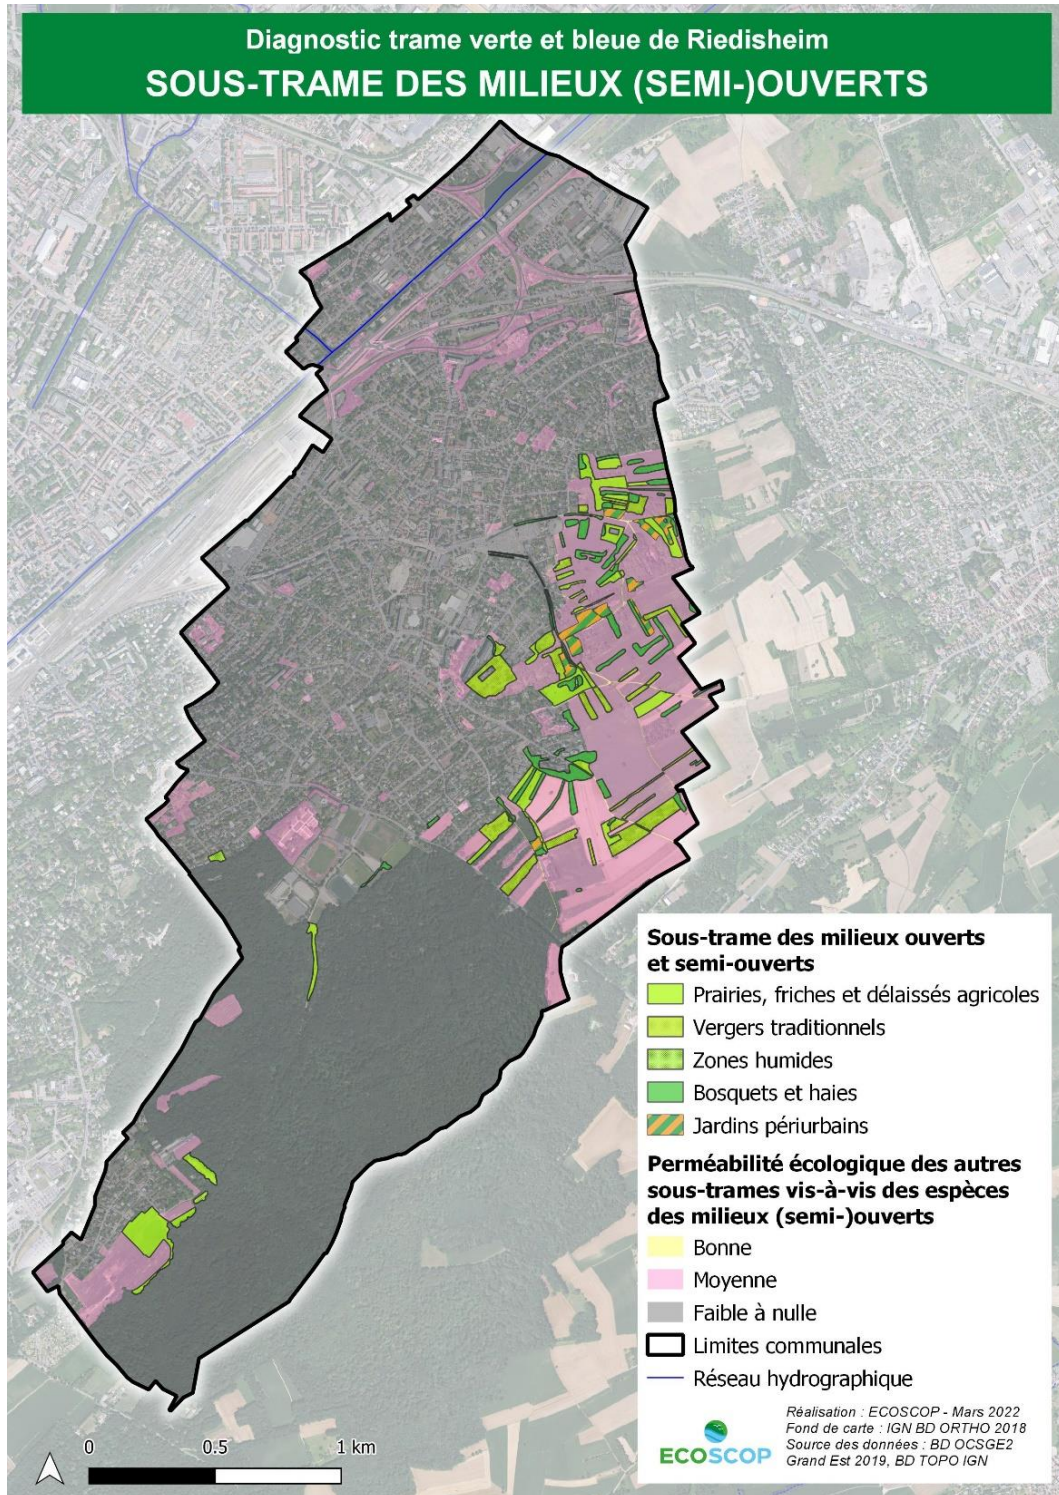 Diagnostic trame verte et bleue de Riedisheim
SOUS-TRAME DES MILIEUX (SEMI-)OUVERTS
Sous-trame des milieux ouverts
et semi-ouverts
Prairies, friches et délaissés agricoles
Vergers traditionnels
Zones humides
Bosquets et haies
Jardins périurbains
Perméabilité écologique des autres
sous-trames vis-à-vis des espèces
des milieux (semi-)ouverts
Bonne
Moyenne
Faible à nulle
Limites communales
Réseau hydrographique
Réalisation : ECOSCOP - Mars 2022
Fond de carte : IGN BD ORTHO 2018
Source des données : BD OCSGE2
Grand Est 2019, BD TOPO IGN
ECOSCOP
0 0.5 1 km